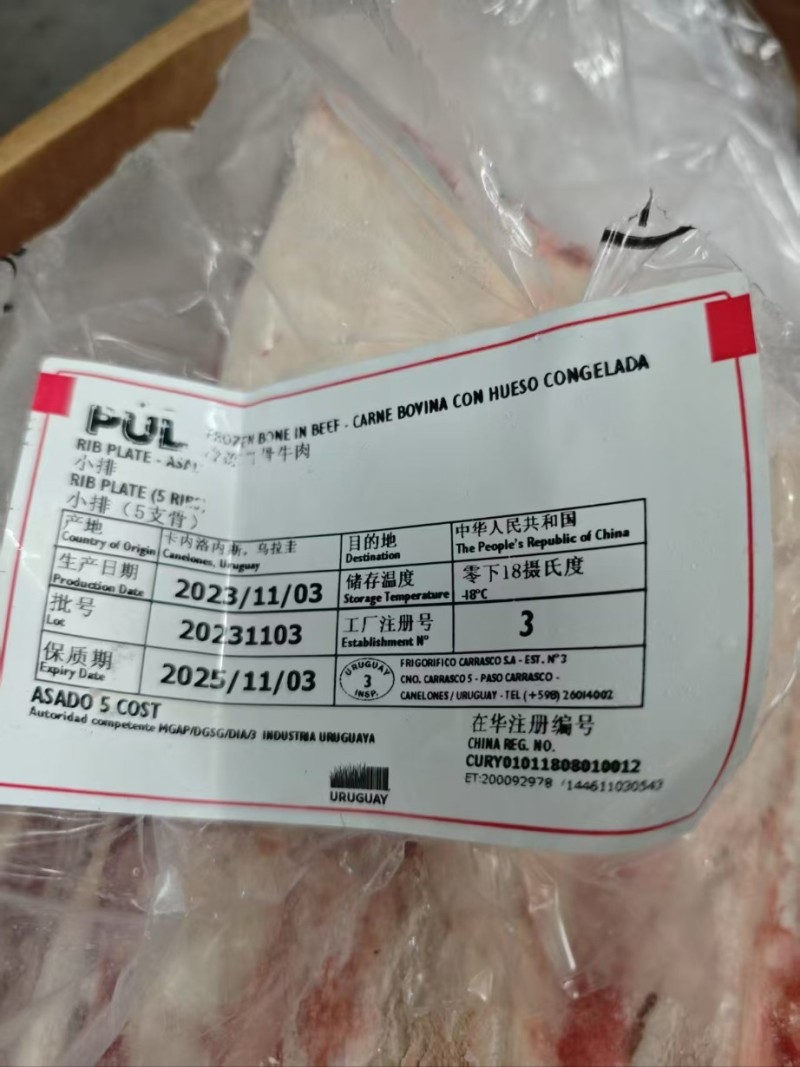 PUL
FROZEN BONE IN BEEF - CARNE BOVINA CON HUESO CONGELADA
牛肉
RIB PLATE -
小排
RIB PLATE (5
小排（5支骨）
产地
Country of Origin
卡内洛内斯，乌拉圭
Canelones, Uruguay
目的地
Destination
中华人民共和国
The People's Republic of China
生产日期
Production Date
2023/11/03
储存温度
Storage Temperature
零下18摄氏度
-18°C
批号
Lot
20231103
工厂注册号
Establishment N°
3
保质期
Expiry Date
2025/11/03
URUGUAY
3
INSP.
FRIGORIFICO CARRASCO S.A - EST. N° 3
CNO. CARRASCO 5 - PASO CARRASCO -
CANELONES / URUGUAY - TEL (+598) 26014002
ASADO 5 COST
Autoridad competente MGAP/DGSG/DIA/3 INDUSTRIA URUGUAYA
URUGUAY
在华注册编号
CHINA REG. NO.
CURY01011808010012
ET:200092978 /144611030543